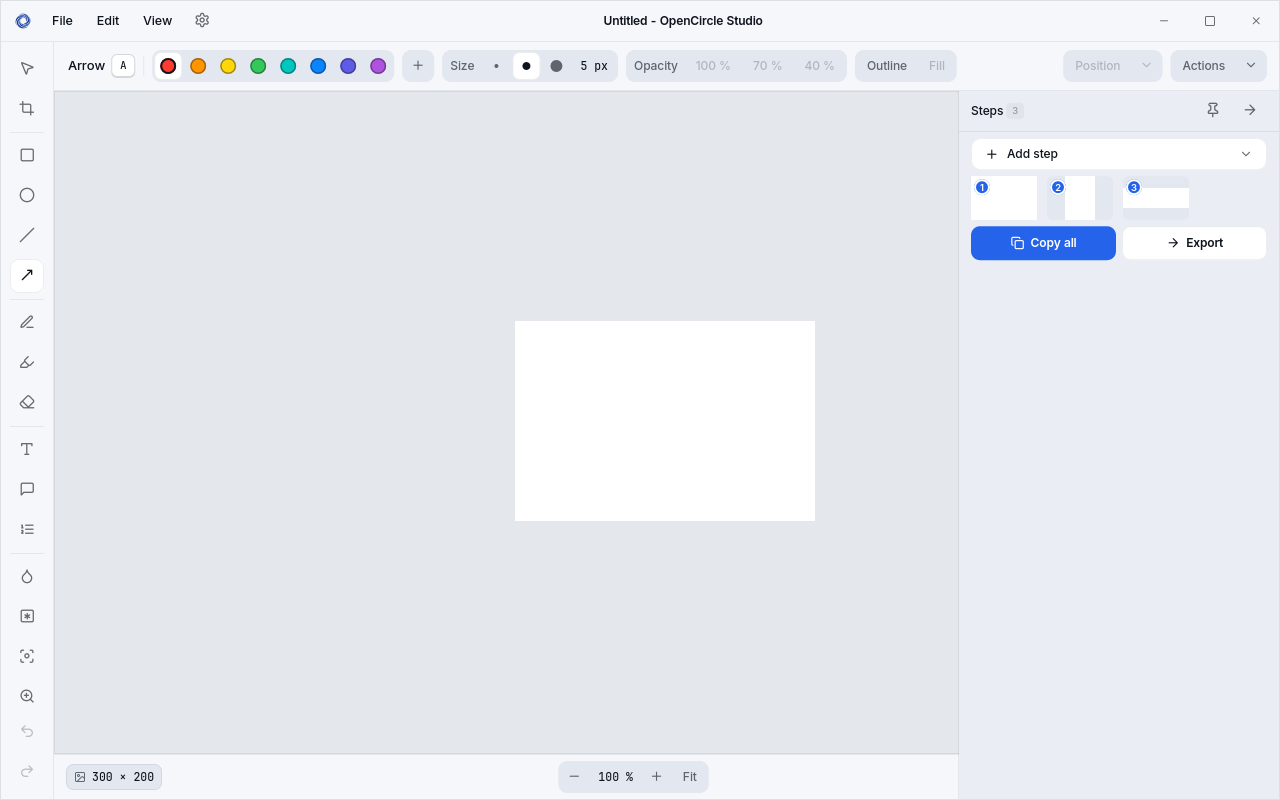 File Edit View Untitled - OpenCircle Studio
Arrow A Size 5 px Opacity 100 % 70 % 40 % Outline Fill Position Actions
Steps 3
Add step
1 2 3
Copy all Export
300 × 200 100 % Fit